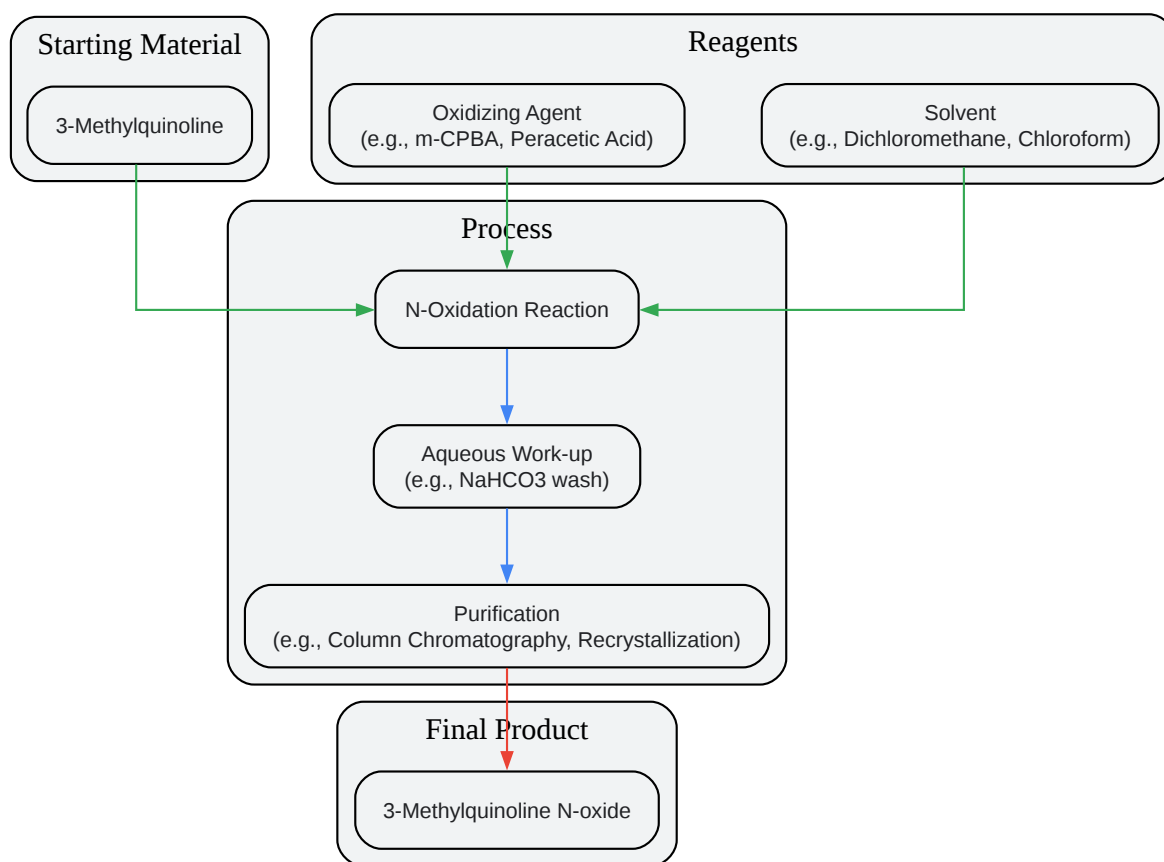 Starting Material
Reagents
3-Methylquinoline
Oxidizing Agent
(e.g., m-CPBA, Peracetic Acid)
Solvent
(e.g., Dichloromethane, Chloroform)
Process
N-Oxidation Reaction
Aqueous Work-up
(e.g., NaHCO3 wash)
Purification
(e.g., Column Chromatography, Recrystallization)
Final Product
3-Methylquinoline N-oxide